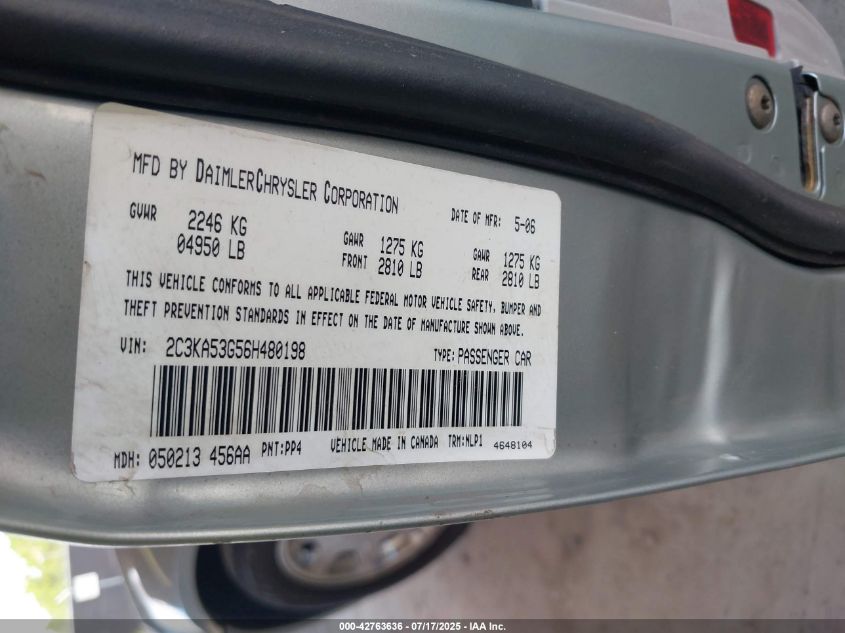 MFD BY DAIMLERCHRYSLER CORPORATION
DATE OF MFR: 5-06
GVWR 2246 KG
04950 LB
GAWR FRONT 1275 KG
2810 LB
GAWR REAR 1275 KG
2810 LB
THIS VEHICLE CONFORMS TO ALL APPLICABLE FEDERAL MOTOR VEHICLE SAFETY, BUMPER AND
THEFT PREVENTION STANDARDS IN EFFECT ON THE DATE OF MANUFACTURE SHOWN ABOVE.
VIN: 2C3KA53G56H480198 TYPE: PASSENGER CAR
MDH: 050213 456AA PNT:PP4 VEHICLE MADE IN CANADA TRM:NLP1 4648104
000-42763636 - 07/17/2025 - IAA Inc.